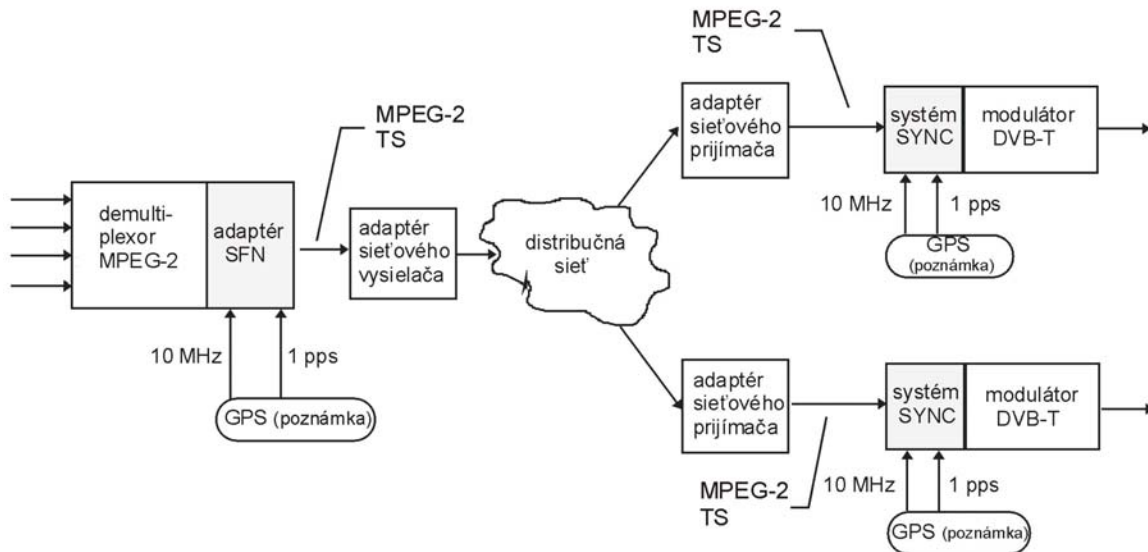 MPEG-2
TS
demulti-
plexor
MPEG-2
adaptér
SFN
MPEG-2
TS
adaptér
sieťového
vysielača
10 MHz
1 pps
GPS (poznámka)
distribučná
sieť
adaptér
sieťového
prijímača
systém
SYNC
modulátor
DVB-T
10 MHz
1 pps
GPS
(poznámka)
adaptér
sieťového
prijímača
MPEG-2
TS
systém
SYNC
modulátor
DVB-T
10 MHz
1 pps
GPS (poznámka)